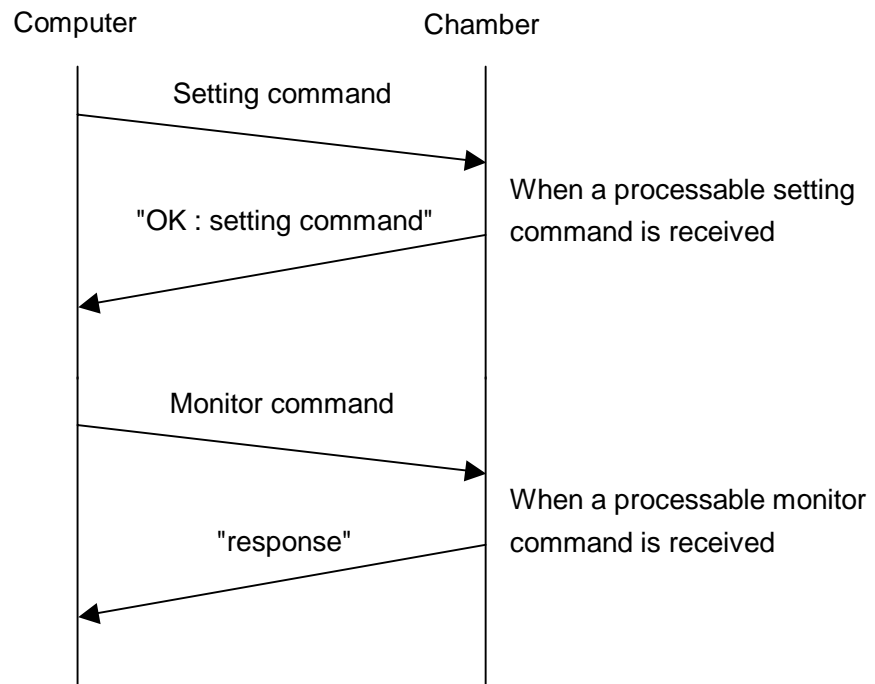 Computer
Chamber
Setting command
When a processable setting
command is received
"OK : setting command"
Monitor command
When a processable monitor
command is received
"response"